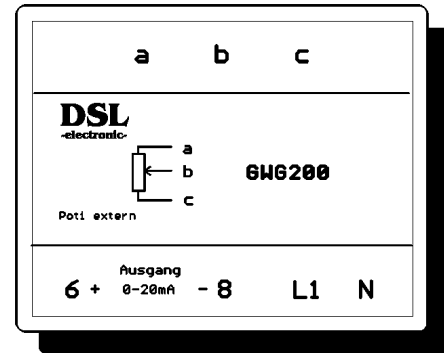 a b c
DSL
-electronic-
a
b
c
GWG200
Poti extern
Ausgang
6 + 0-20mA - 8 L1 N